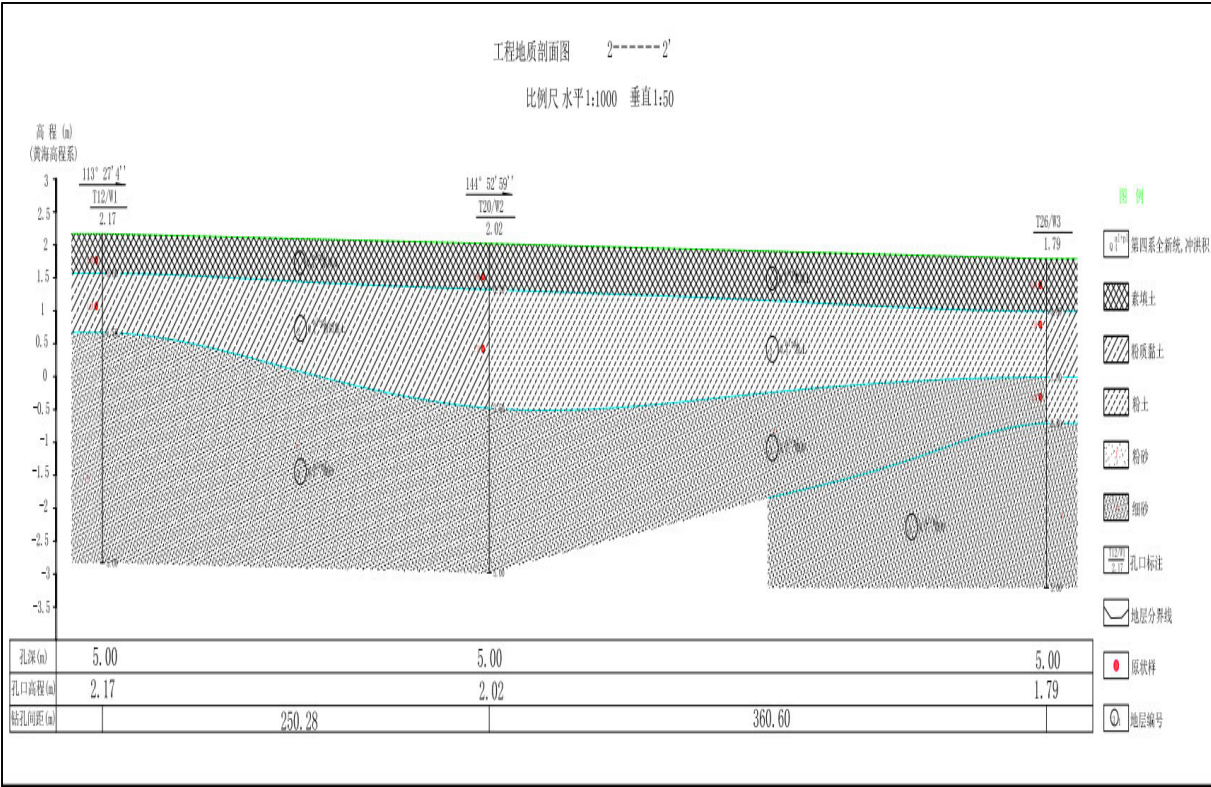 工程地质剖面图 2------2'
比例尺 水平1:1000 垂直1:50
高 程 (m)
(黄海高程系)
113° 27'4''
T12/W1
2.17
144° 52'59''
T20/W2
2.02
T26/W3
1.79
3
2.5
2
1.5
1
0.5
0
-0.5
-1
-1.5
-2
-2.5
-3
-3.5
图 例
第四系全新统,冲洪积
素填土
粉质黏土
粉土
粉砂
细砂
T12/W1
2.17
孔口标注
地层分界线
原状样
地层编号
孔深(m) 5.00 5.00 5.00
孔口高程(m) 2.17 2.02 1.79
钻孔间距(m) 250.28 360.60